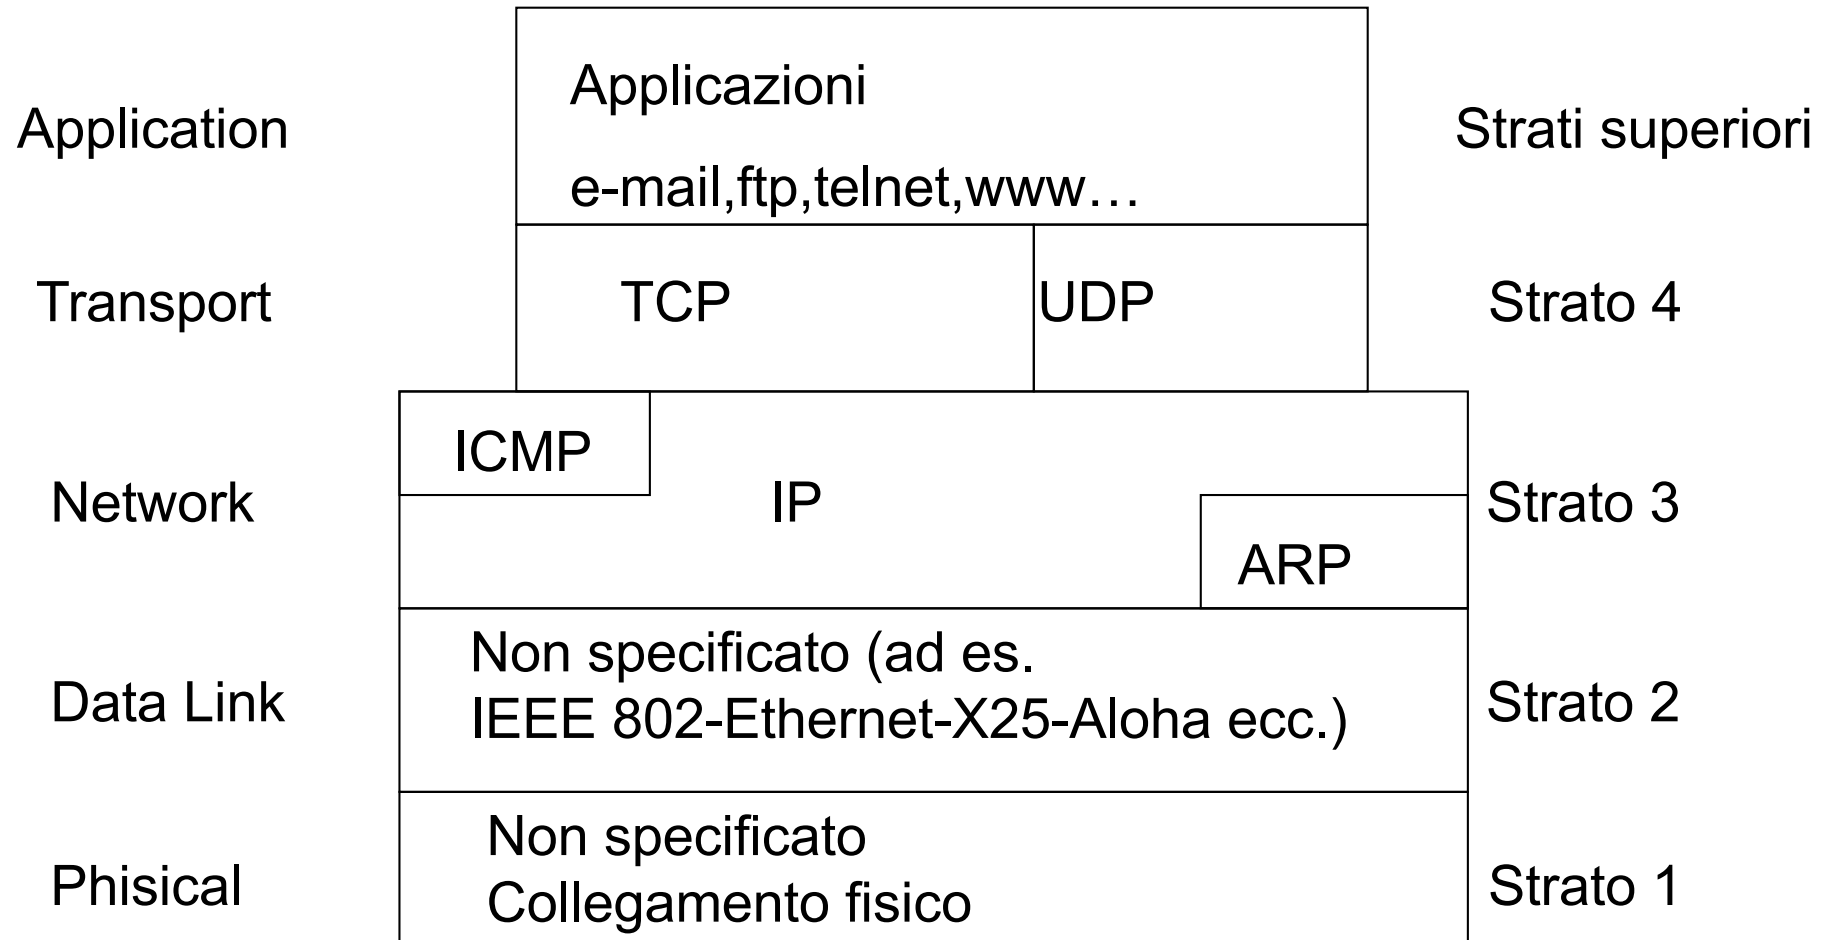 Application
Applicazioni
e-mail,ftp,telnet,www…
Strati superiori
Transport
TCP
UDP
Strato 4
Network
ICMP
IP
ARP
Strato 3
Data Link
Non specificato (ad es.
IEEE 802-Ethernet-X25-Aloha ecc.)
Strato 2
Phisical
Non specificato
Collegamento fisico
Strato 1